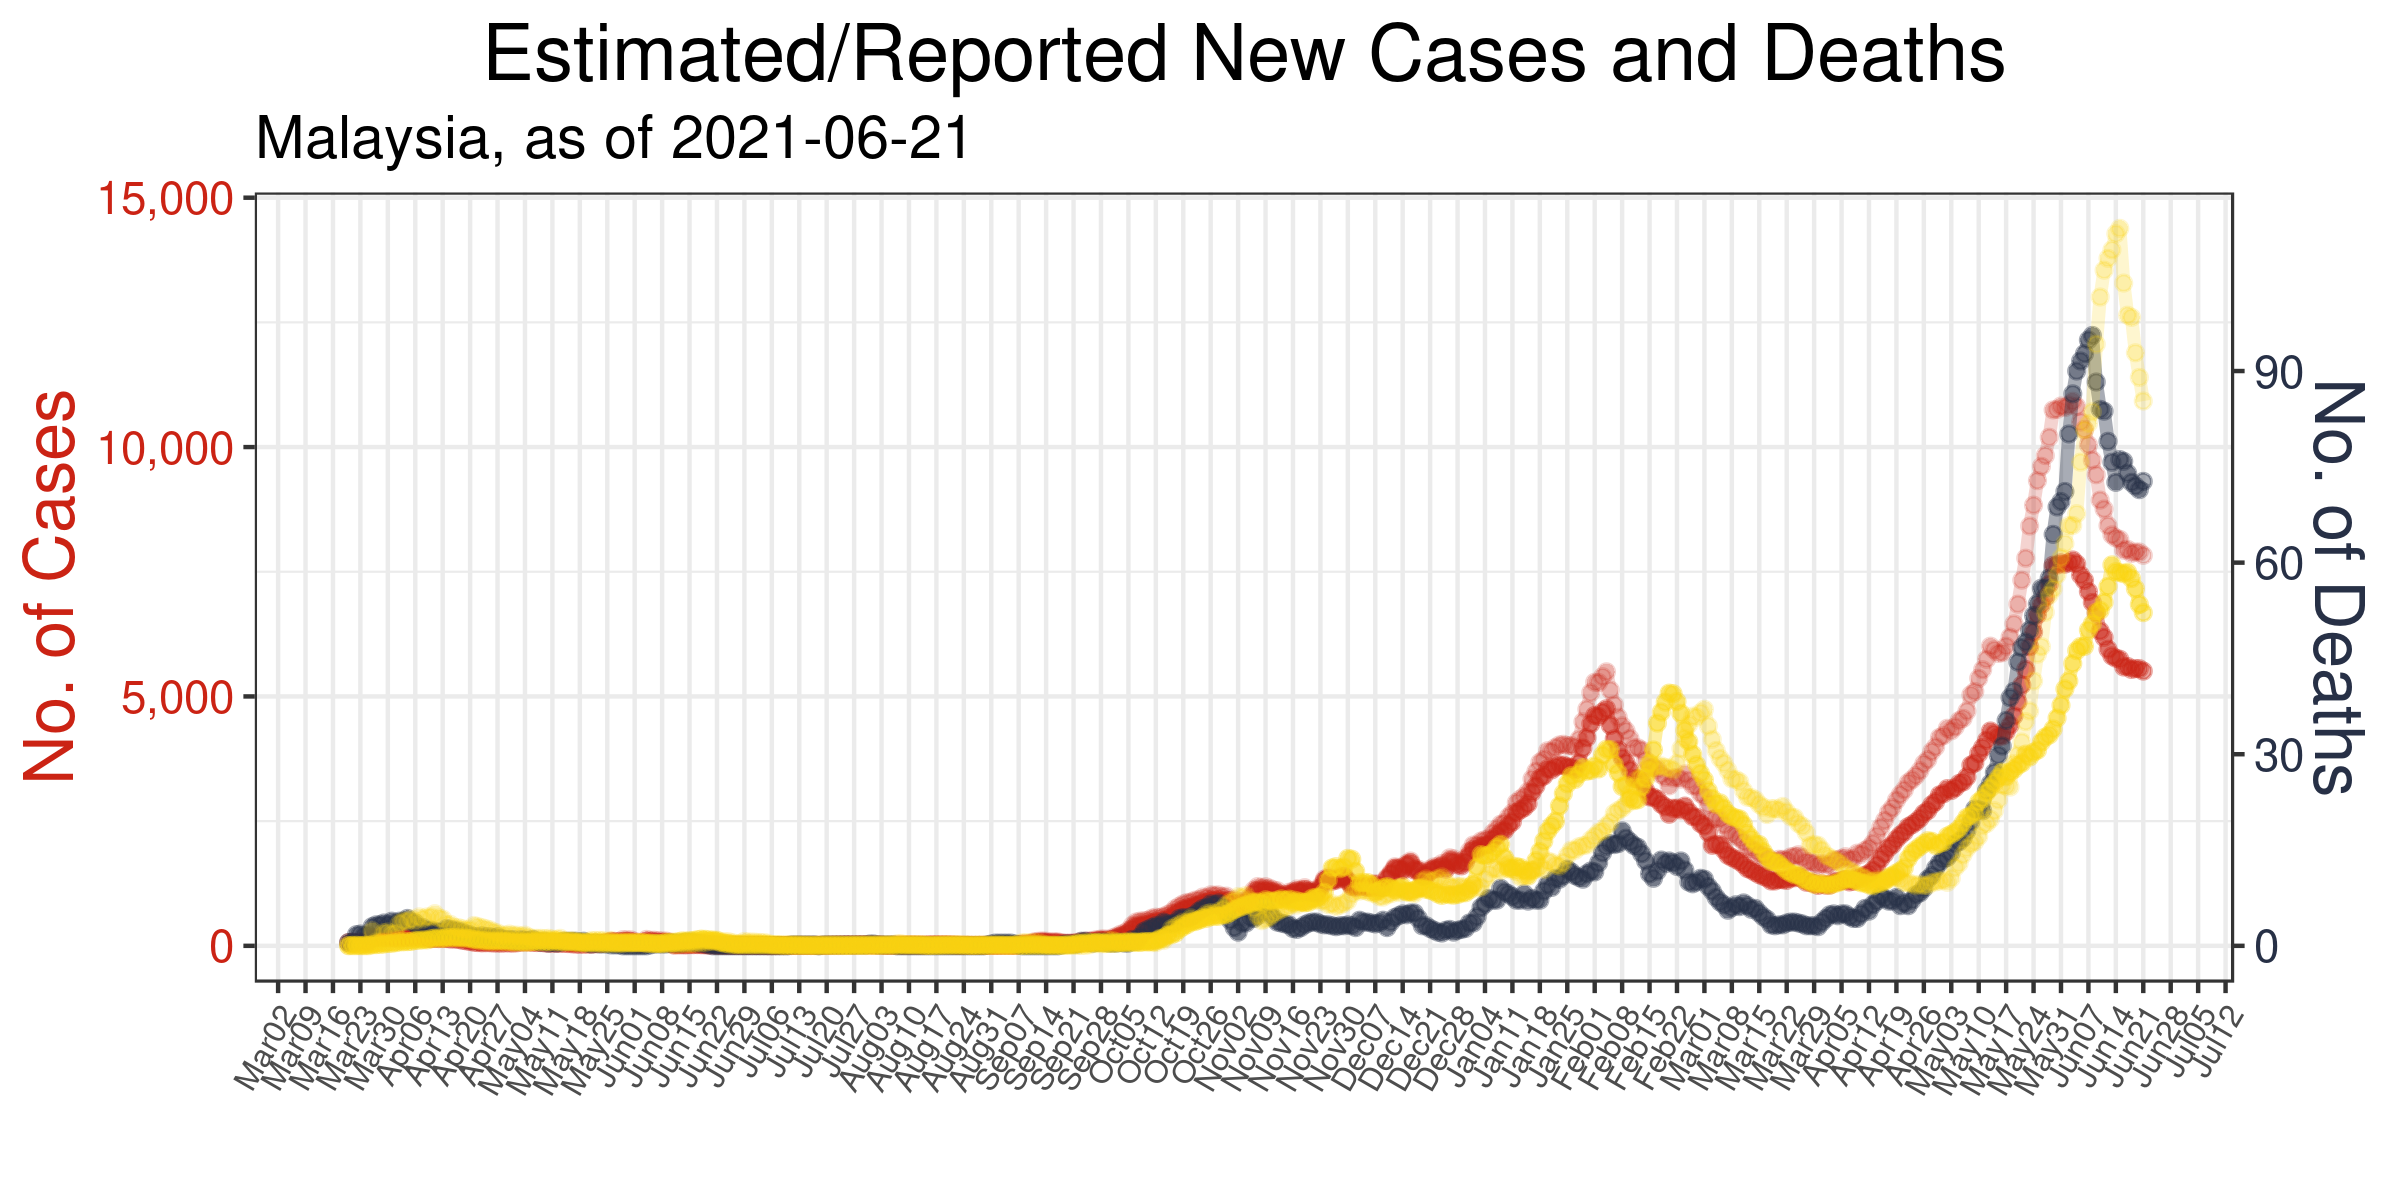 Estimated/Reported New Cases and Deaths
Malaysia, as of 2021-06-21
No. of Cases
15,000
10,000
5,000
0
No. of Deaths
90
60
30
0
Mar02
Mar09
Mar16
Mar23
Mar30
Apr06
Apr13
Apr20
Apr27
May04
May11
May18
May25
Jun01
Jun08
Jun15
Jun22
Jun29
Jul06
Jul13
Jul20
Jul27
Aug03
Aug10
Aug17
Aug24
Aug31
Sep07
Sep14
Sep21
Sep28
Oct05
Oct12
Oct19
Oct26
Nov02
Nov09
Nov16
Nov23
Nov30
Dec07
Dec14
Dec21
Dec28
Jan04
Jan11
Jan18
Jan25
Feb01
Feb08
Feb15
Feb22
Mar01
Mar08
Mar15
Mar22
Mar29
Apr05
Apr12
Apr19
Apr26
May03
May10
May17
May24
May31
Jun07
Jun14
Jun21
Jun28
Jul05
Jul12